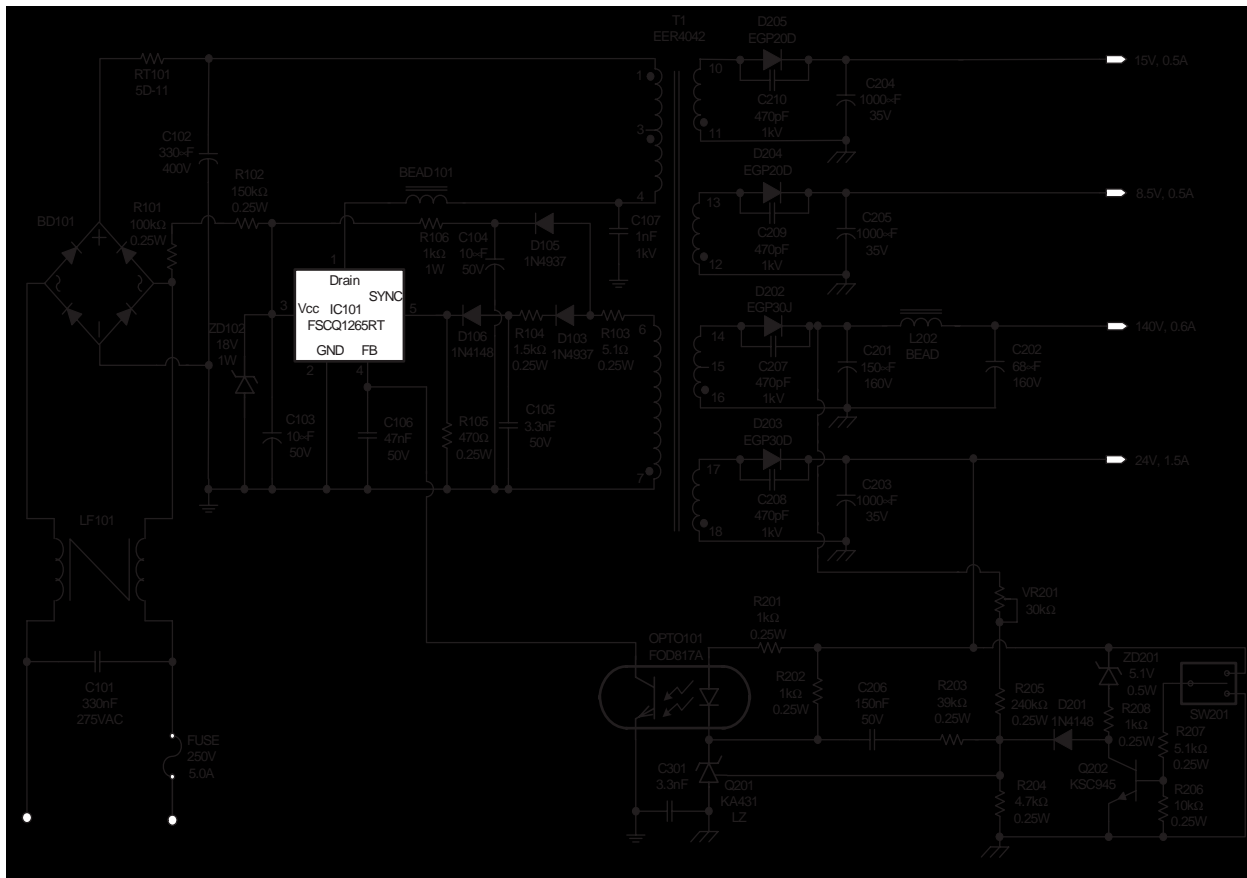 T1
EER4042
RT101
5D-11
C102
330∝F
400V
R102
150kΩ
0.25W
BD101
R101
100kΩ
0.25W
BEAD101
R106
1kΩ
1W
C104
10∝F
50V
D105
1N4937
C107
1nF
1kV
1
3
4
6
7
10
11
13
12
14
15
16
17
18
D205
EGP20D
C210
470pF
1kV
C204
1000∝F
35V
15V, 0.5A
D204
EGP20D
C209
470pF
1kV
C205
1000∝F
35V
8.5V, 0.5A
D202
EGP30J
C207
470pF
1kV
C201
150∝F
160V
L202
BEAD
C202
68∝F
160V
140V, 0.6A
D203
EGP30D
C208
470pF
1kV
C203
1000∝F
35V
24V, 1.5A
1
Drain
SYNC
3
Vcc
IC101
5
FSCQ1265RT
GND
FB
2
4
ZD102
18V
1W
D106
1N4148
R104
1.5kΩ
0.25W
D103
1N4937
R103
5.1Ω
0.25W
C103
10∝F
50V
C106
47nF
50V
R105
470Ω
0.25W
C105
3.3nF
50V
LF101
C101
330nF
275VAC
FUSE
250V
5.0A
OPTO101
FOD817A
R201
1kΩ
0.25W
VR201
30kΩ
R202
1kΩ
0.25W
C206
150nF
50V
R203
39kΩ
0.25W
R205
240kΩ
0.25W
D201
1N4148
ZD201
5.1V
0.5W
R208
1kΩ
0.25W
SW201
R207
5.1kΩ
0.25W
C301
3.3nF
Q201
KA431
LZ
R204
4.7kΩ
0.25W
Q202
KSC945
R206
10kΩ
0.25W